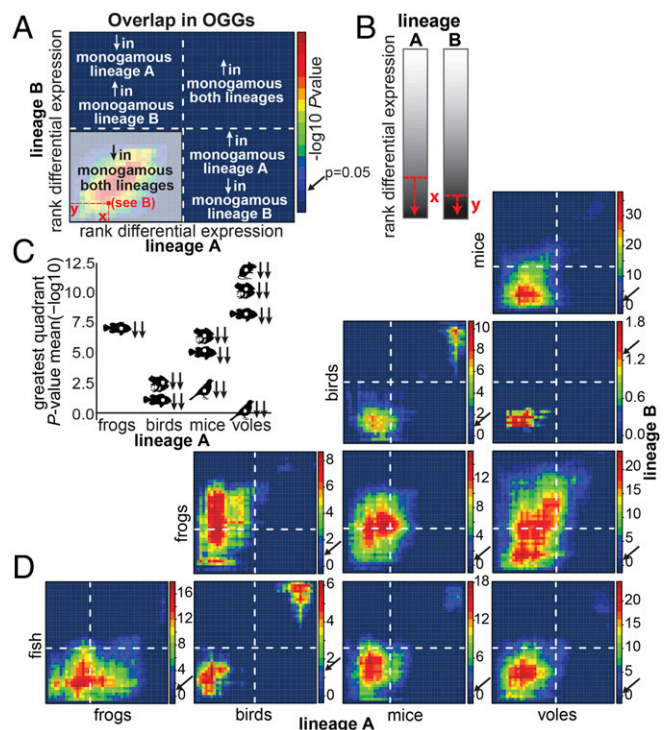 A
Overlap in OGGs
lineage B
rank differential expression
↓in
monogamous
lineage A
↑in
monogamous
lineage B
↑in
monogamous
both lineages
↓in
monogamous
both lineages
(see B)
y
x
↑in
monogamous
lineage A
↓in
monogamous
lineage B
rank differential expression
lineage A
-log10 Pvalue
p=0.05
B
lineage
A B
rank differential expression
x
y
C
greatest quadrant
P-value mean(−log10)
12.5
10.0
7.5
5.0
2.5
0.0
frogs birds mice voles
lineage A
mice
30
20
10
0
birds
10
8
6
4
2
0
1.8
1.2
0.6
0
lineage B
frogs
8
6
4
2
0
12
8
4
0
20
15
10
5
0
D
fish
16
12
8
4
0
6
4
2
0
18
12
6
0
20
15
10
5
0
frogs birds mice voles
lineage A